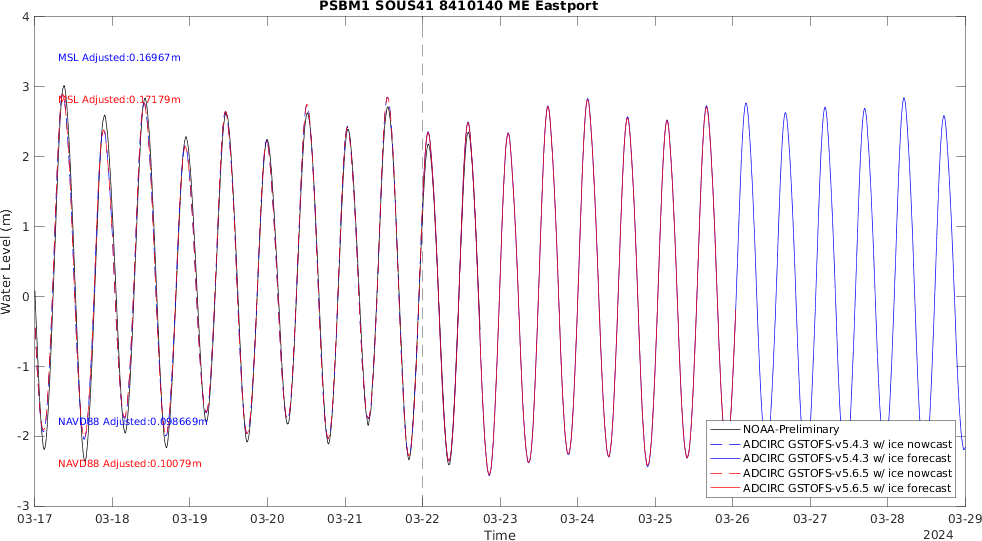 PSBM1 SOUS41 8410140 ME Eastport
4
MSL Adjusted:0.16967m
3
MSL Adjusted:0.17179m
2
1
Water Level (m)
0
-1
NAVD88 Adjusted:0.098669m
-2
NAVD88 Adjusted:0.10079m
-3
NOAA-Preliminary
ADCIRC GSTOFS-v5.4.3 w/ ice nowcast
ADCIRC GSTOFS-v5.4.3 w/ ice forecast
ADCIRC GSTOFS-v5.6.5 w/ ice nowcast
ADCIRC GSTOFS-v5.6.5 w/ ice forecast
03-17 03-18 03-19 03-20 03-21 03-22 03-23 03-24 03-25 03-26 03-27 03-28 03-29
Time
2024